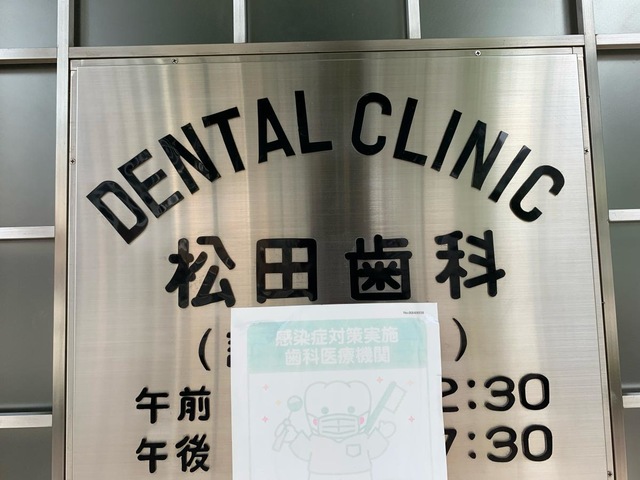 DENTAL CLINIC
松田歯科
感染症対策実施
歯科医療機関
午前 2:30
午後 7:30